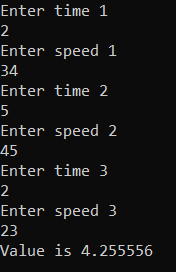 Enter time 1
2
Enter speed 1
34
Enter time 2
5
Enter speed 2
45
Enter time 3
2
Enter speed 3
23
Value is 4.255556